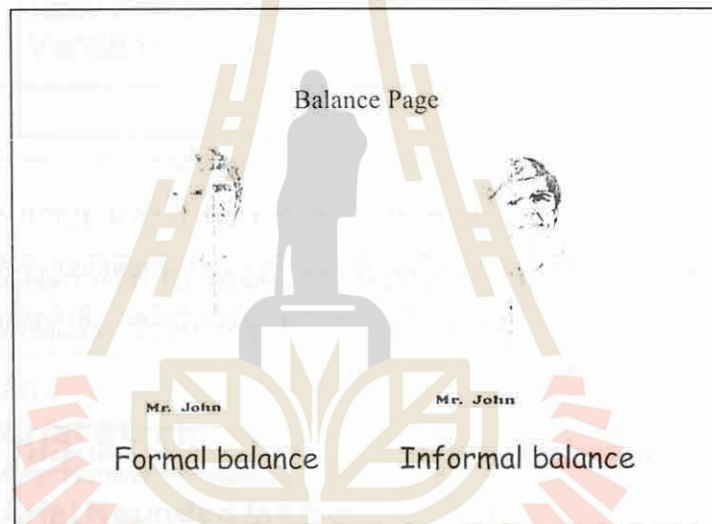 Balance Page
Mr. John
Mr. John
Formal balance
Informal balance